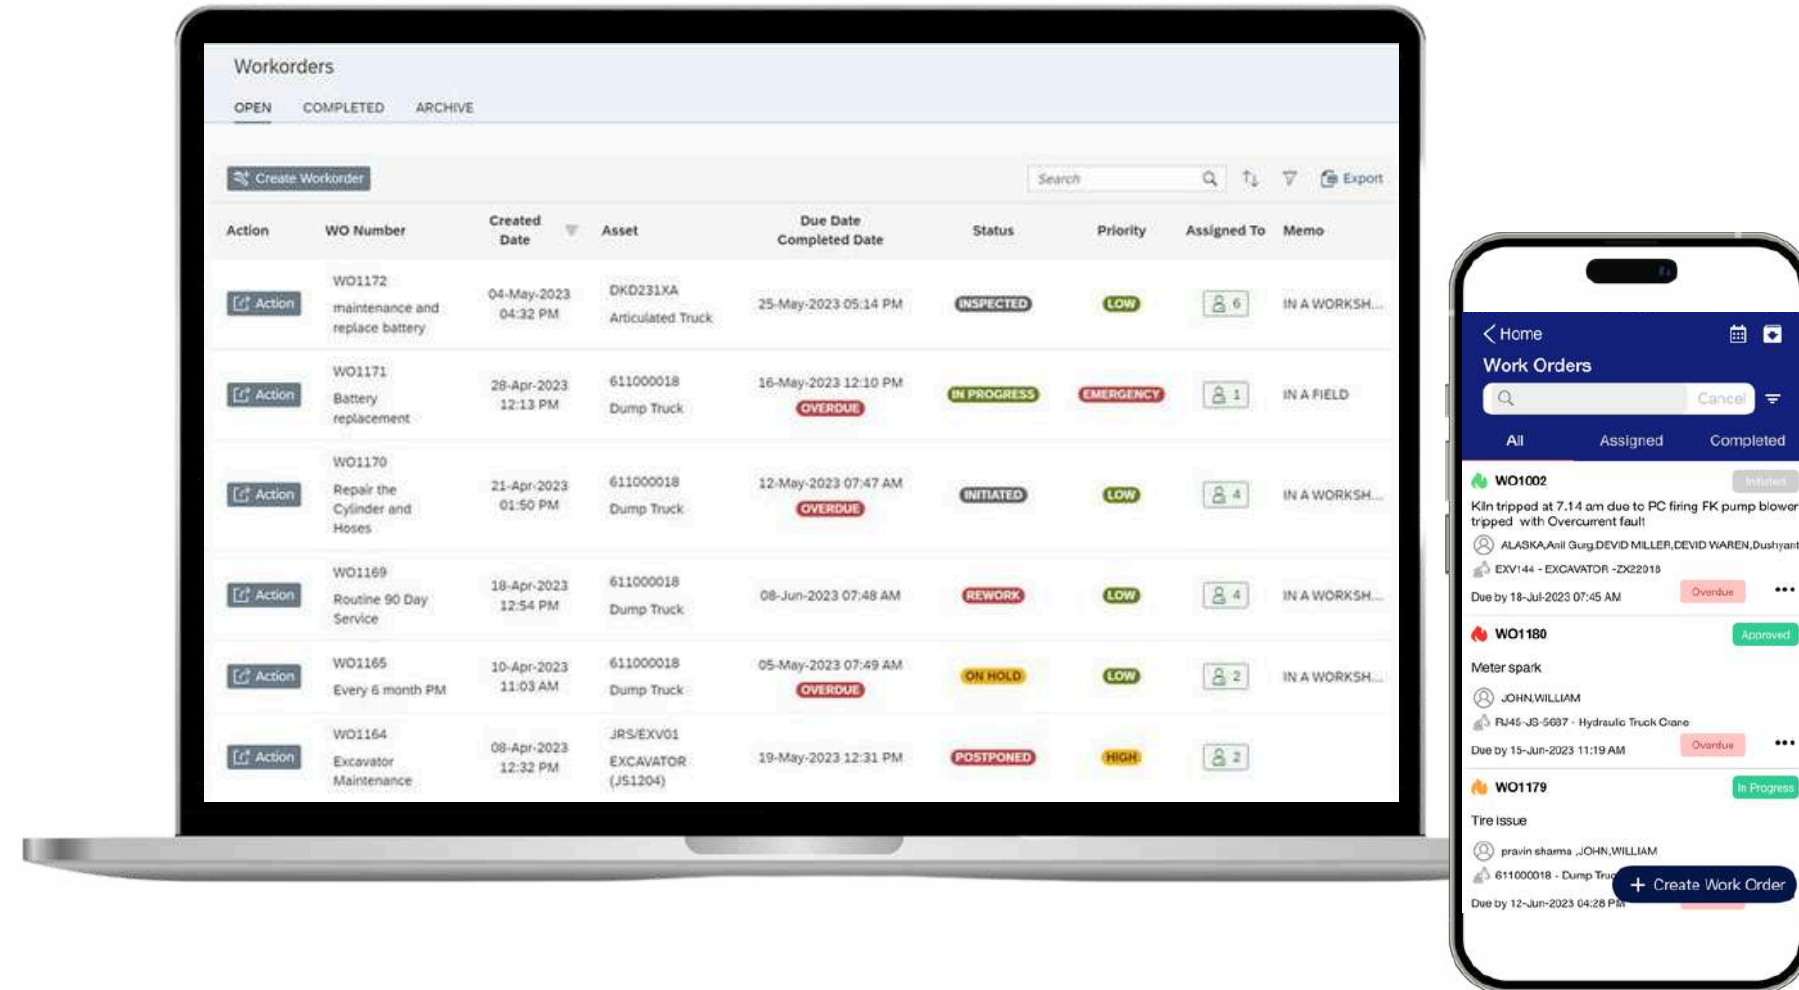 Workorders
OPEN COMPLETED ARCHIVE
Create Workorder Search Export
Action WO Number Created Date Asset Due Date Completed Date Status Priority Assigned To Memo
WO1172
Action maintenance and replace battery 04-May-2023 04:32 PM DKD231XA Articulated Truck 25-May-2023 05:14 PM INSPECTED LOW 6 IN A WORKSH...
WO1171
Action Battery replacement 28-Apr-2023 12:13 PM 611000018 Dump Truck 16-May-2023 12:10 PM OVERDUE IN PROGRESS EMERGENCY 1 IN A FIELD
WO1170
Action Repair the Cylinder and Hoses 21-Apr-2023 01:50 PM 611000018 Dump Truck 12-May-2023 07:47 AM OVERDUE INITIATED LOW 4 IN A WORKSH...
WO1169
Action Routine 90 Day Service 18-Apr-2023 12:54 PM 611000018 Dump Truck 08-Jun-2023 07:48 AM REWORK LOW 4 IN A WORKSH...
WO1165
Action Every 6 month PM 10-Apr-2023 11:03 AM 611000018 Dump Truck 05-May-2023 07:49 AM OVERDUE ON HOLD LOW 2 IN A WORKSH...
WO1164
Action Excavator Maintenance 08-Apr-2023 12:32 PM JRS/EXV01 EXCAVATOR (JS1204) 19-May-2023 12:31 PM POSTPONED HIGH 2
Home
Work Orders
Cancel
All Assigned Completed
WO1002 Initiated
Kiln tripped at 7.14 am due to PC firing FK pump blower
tripped with Overcurrent fault
ALASKA,Anil Gurg,DEVID MILLER,DEVID WAREN,Dushyant
EXV144 - EXCAVATOR -ZX22018
Due by 18-Jul-2023 07:45 AM Overdue
WO1180 Approved
Meter spark
JOHN,WILLIAM
RJ45-JS-5687 - Hydraulic Truck Crane
Due by 15-Jun-2023 11:19 AM Overdue
WO1179 In Progress
Tire issue
pravin sharma ,JOHN,WILLIAM
611000018 - Dump Truc
+ Create Work Order
Due by 12-Jun-2023 04:28 PM